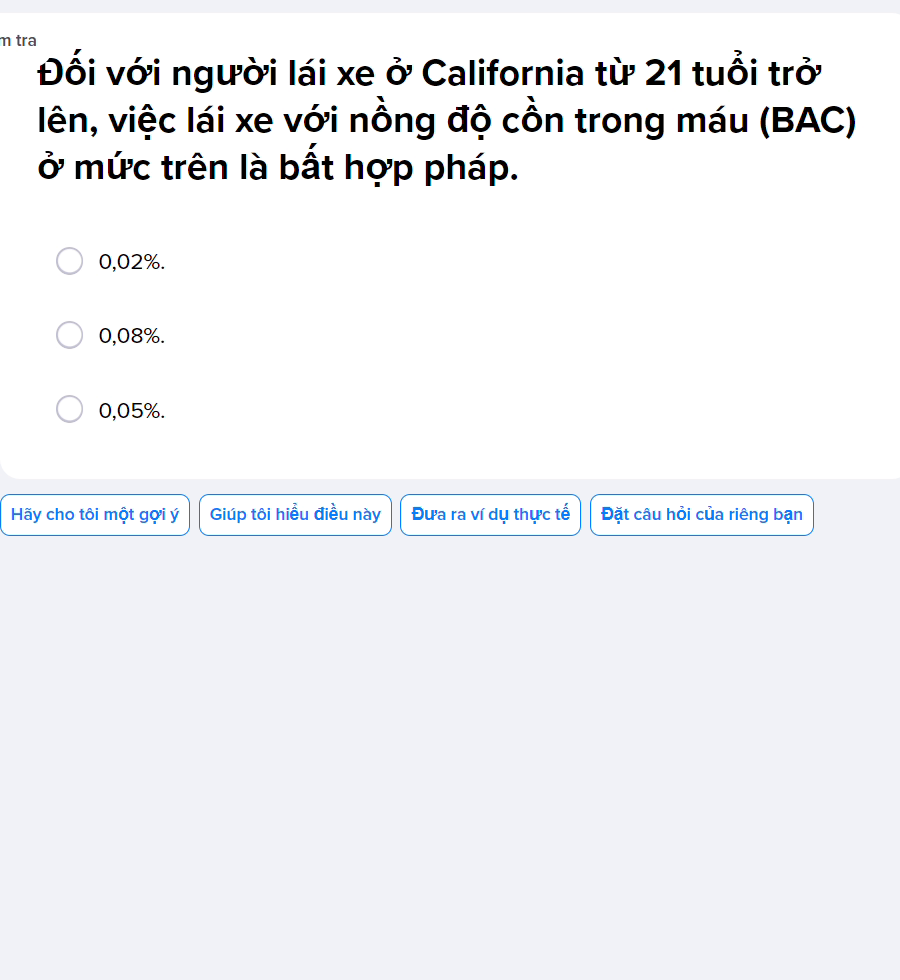 m tra
Đối với người lái xe ở California từ 21 tuổi trở
lên, việc lái xe với nồng độ cồn trong máu (BAC)
ở mức trên là bất hợp pháp.
0,02%.
0,08%.
0,05%.
Hãy cho tôi một gợi ý
Giúp tôi hiểu điều này
Đưa ra ví dụ thực tế
Đặt câu hỏi của riêng bạn